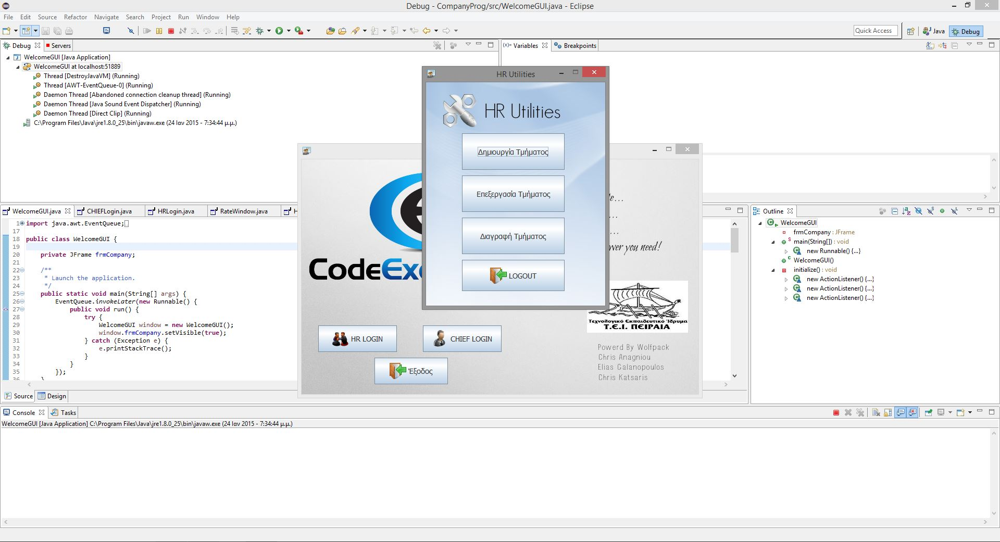 Debug - CompanyProg/src/WelcomeGUI.java - Eclipse
File Edit Source Refactor Navigate Search Project Run Window Help
Quick Access
Java
Debug
Debug
Servers
WelcomeGUI [Java Application]
WelcomeGUI at localhost:51889
Thread [DestroyJavaVM] (Running)
Thread [AWT-EventQueue-0] (Running)
Daemon Thread [Abandoned connection cleanup thread] (Running)
Daemon Thread [Java Sound Event Dispatcher] (Running)
Daemon Thread [Direct Clip] (Running)
C:\Program Files\Java\jre1.8.0_25\bin\javaw.exe (24 Ιαν 2015 - 7:34:44 μ.μ.)
(x)= Variables
Breakpoints
HR Utilities
HR Utilities
Δημιουργία Τμήματος
Επεξεργασία Τμήματος
Διαγραφή Τμήματος
LOGOUT
CodeEx
te...
...
...
ver you need!
Τεχνολογικό Εκπαιδευτικό Ίδρυμα
Τ.Ε.Ι. ΠΕΙΡΑΙΑ
HR LOGIN
CHIEF LOGIN
Έξοδος
Powerd By Wolfpack
Chris Anagniou
Elias Galanopoulos
Chris Katsaris
WelcomeGUI.java
CHIEFLogin.java
HRLogin.java
RateWindow.java
H
1 import java.awt.EventQueue;
17
18 public class WelcomeGUI {
19
20 private JFrame frmCompany;
21
22 /**
23 * Launch the application.
24 */
25 public static void main(String[] args) {
26 EventQueue.invokeLater(new Runnable() {
27 public void run() {
28 try {
29 WelcomeGUI window = new WelcomeGUI();
30 window.frmCompany.setVisible(true);
31 } catch (Exception e) {
32 e.printStackTrace();
33 }
34 }
35 });
36 }
Source
Design
Outline
WelcomeGUI
frmCompany : JFrame
main(String[]) : void
new Runnable() {...}
WelcomeGUI()
initialize() : void
new ActionListener() {...}
new ActionListener() {...}
new ActionListener() {...}
Console
Tasks
WelcomeGUI [Java Application] C:\Program Files\Java\jre1.8.0_25\bin\javaw.exe (24 Ιαν 2015 - 7:34:44 μ.μ.)